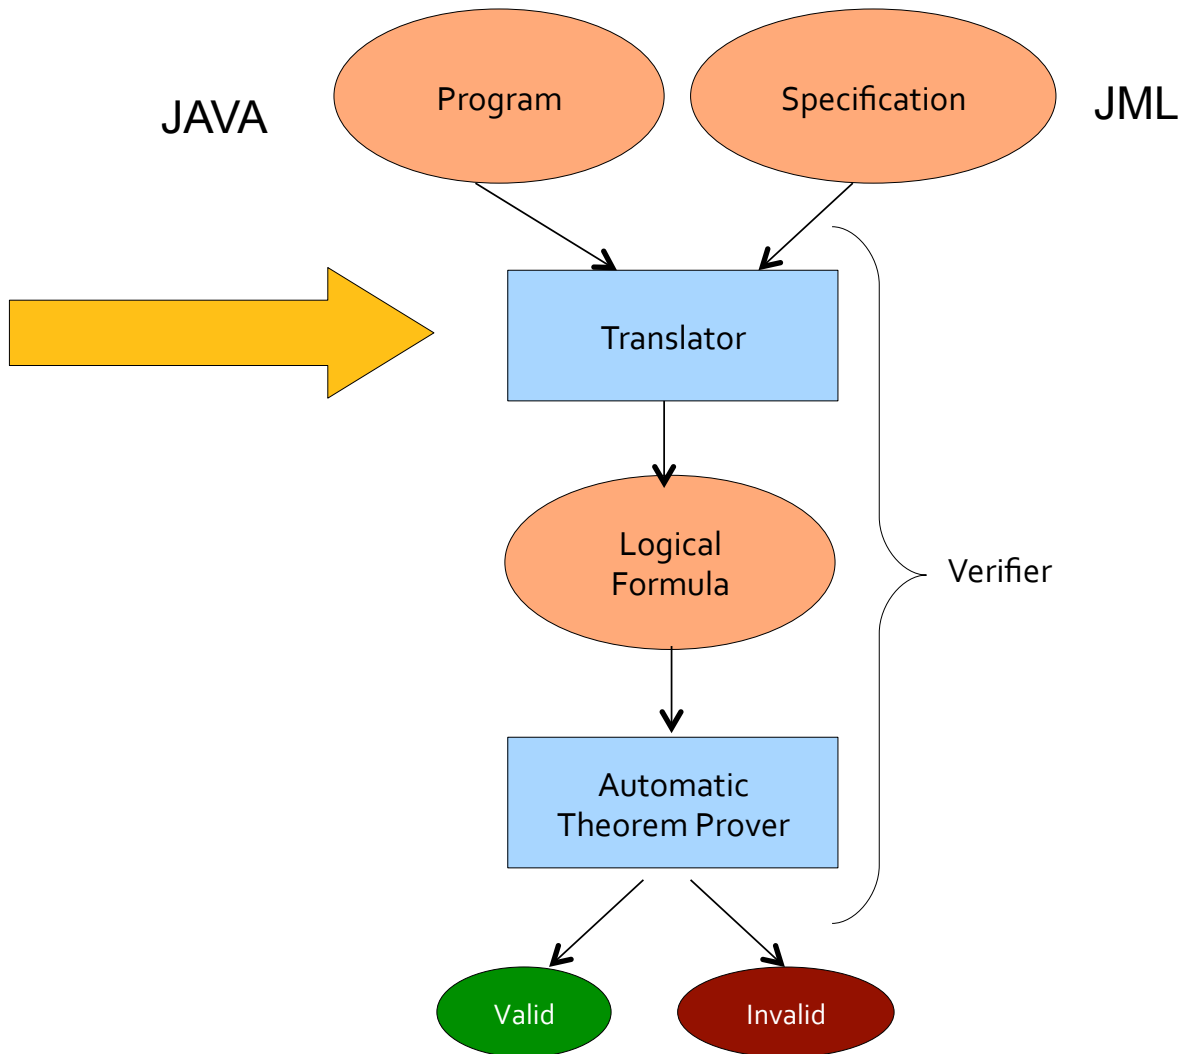 JAVA
Program
Specification
JML
Translator
Logical
Formula
Verifier
Automatic
Theorem Prover
Valid
Invalid